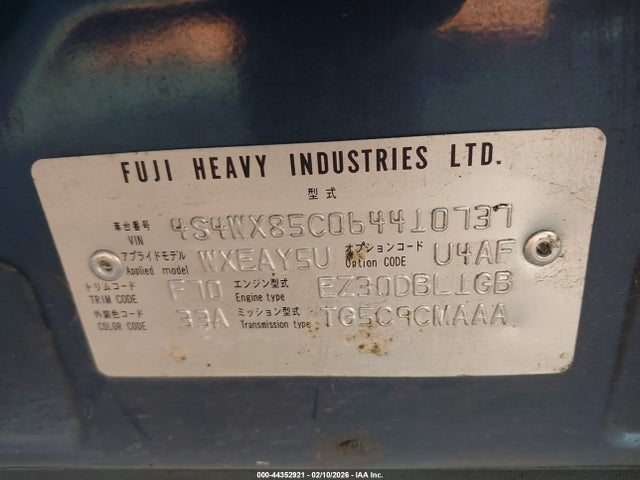 FUJI HEAVY INDUSTRIES LTD.
型式
車台番号 VIN 4S4WX85C064410737
アプライドモデル Applied model WXEAY5U オプションコード Option CODE U4AF
トリムコード TRIM CODE F70 エンジン型式 Engine type EZ30DBL1GB
外装色コード COLOR CODE 33A ミッション型式 Transmission type TG5C9CMAAA
000-44352921 - 02/10/2026 - IAA Inc.